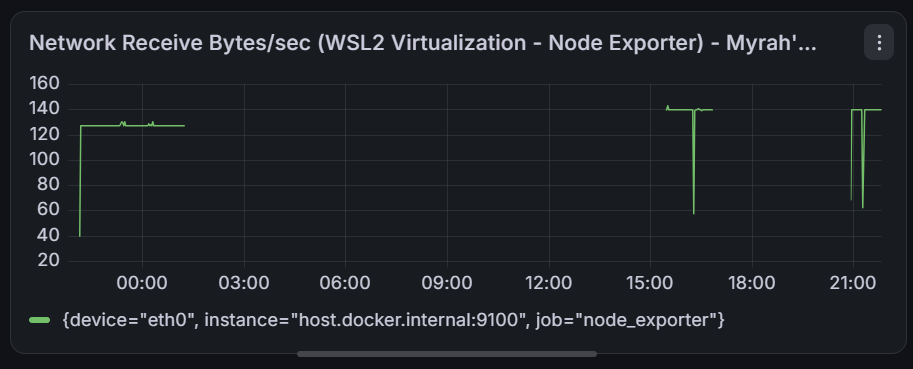 Network Receive Bytes/sec (WSL2 Virtualization - Node Exporter) - Myrah'...
160
140
120
100
80
60
40
20
00:00 03:00 06:00 09:00 12:00 15:00 18:00 21:00
{device="eth0", instance="host.docker.internal:9100", job="node_exporter"}